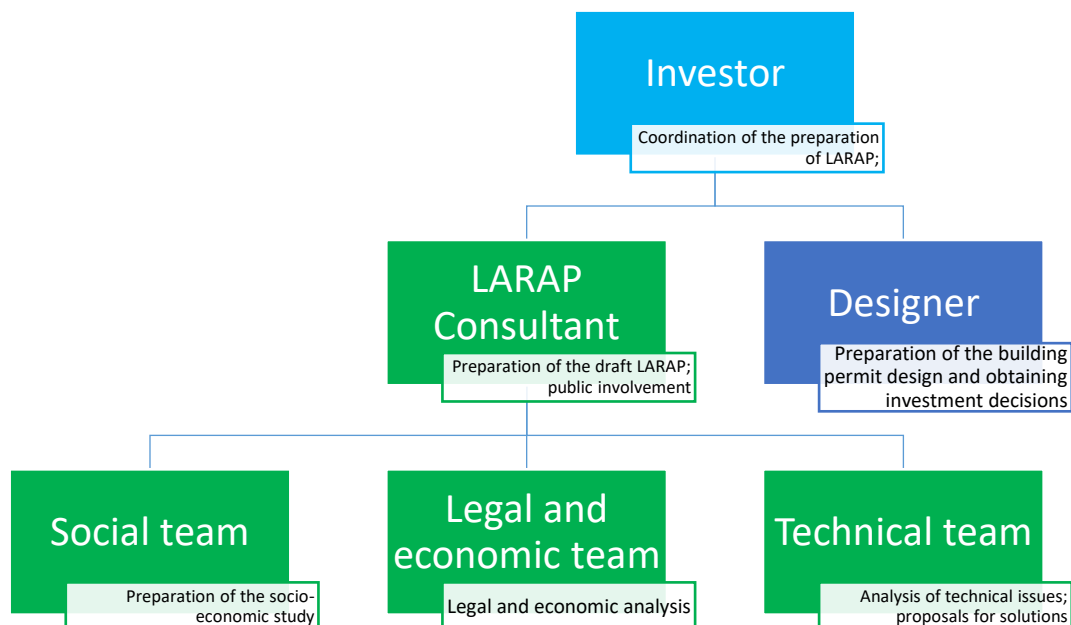 Investor
Coordination of the preparation
of LARAP;
LARAP
Consultant
Preparation of the draft LARAP;
public involvement
Designer
Preparation of the building
permit design and obtaining
investment decisions
Social team
Preparation of the socio-
economic study
Legal and
economic team
Legal and economic analysis
Technical team
Analysis of technical issues;
proposals for solutions